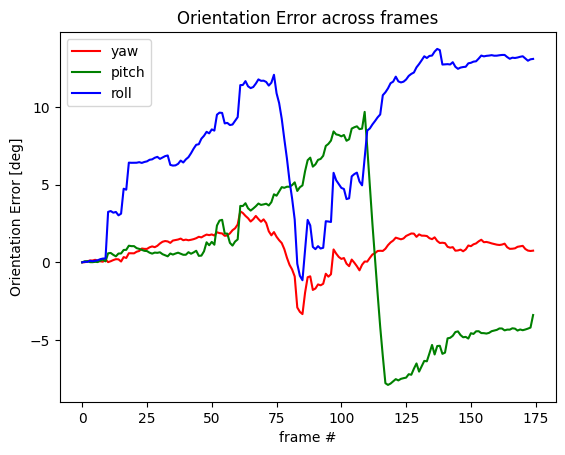 Orientation Error across frames
yaw
pitch
roll
Orientation Error [deg]
10
5
0
−5
0
25
50
75
100
125
150
175
frame #